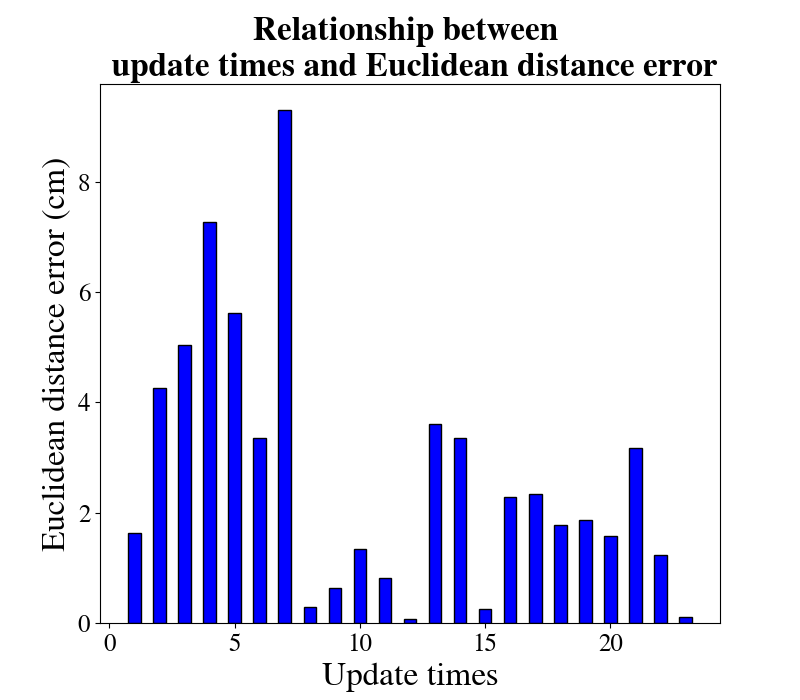 Relationship between
update times and Euclidean distance error
Euclidean distance error (cm)
8
6
4
2
0
0 5 10 15 20
Update times